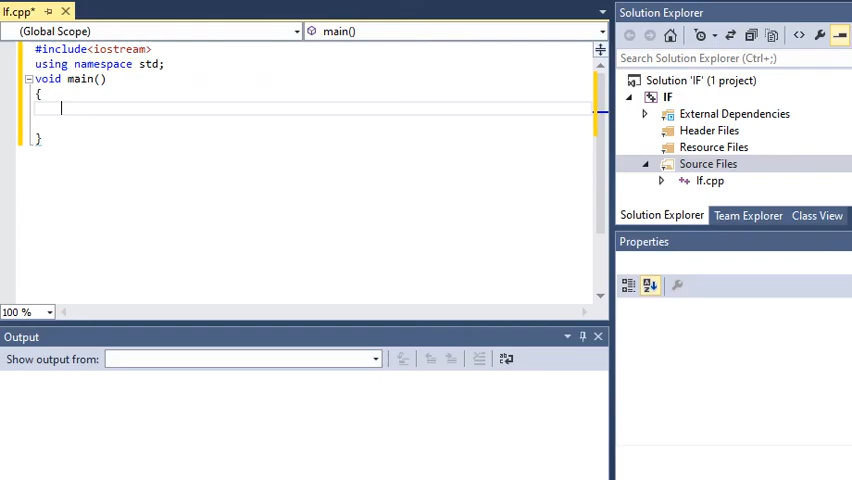 If.cpp*
(Global Scope)
main()
#include<iostream>
using namespace std;
void main()
{
}
100 %
Output
Show output from:
Solution Explorer
Search Solution Explorer (Ctrl+;)
Solution 'IF' (1 project)
IF
External Dependencies
Header Files
Resource Files
Source Files
If.cpp
Solution Explorer
Team Explorer
Class View
Properties